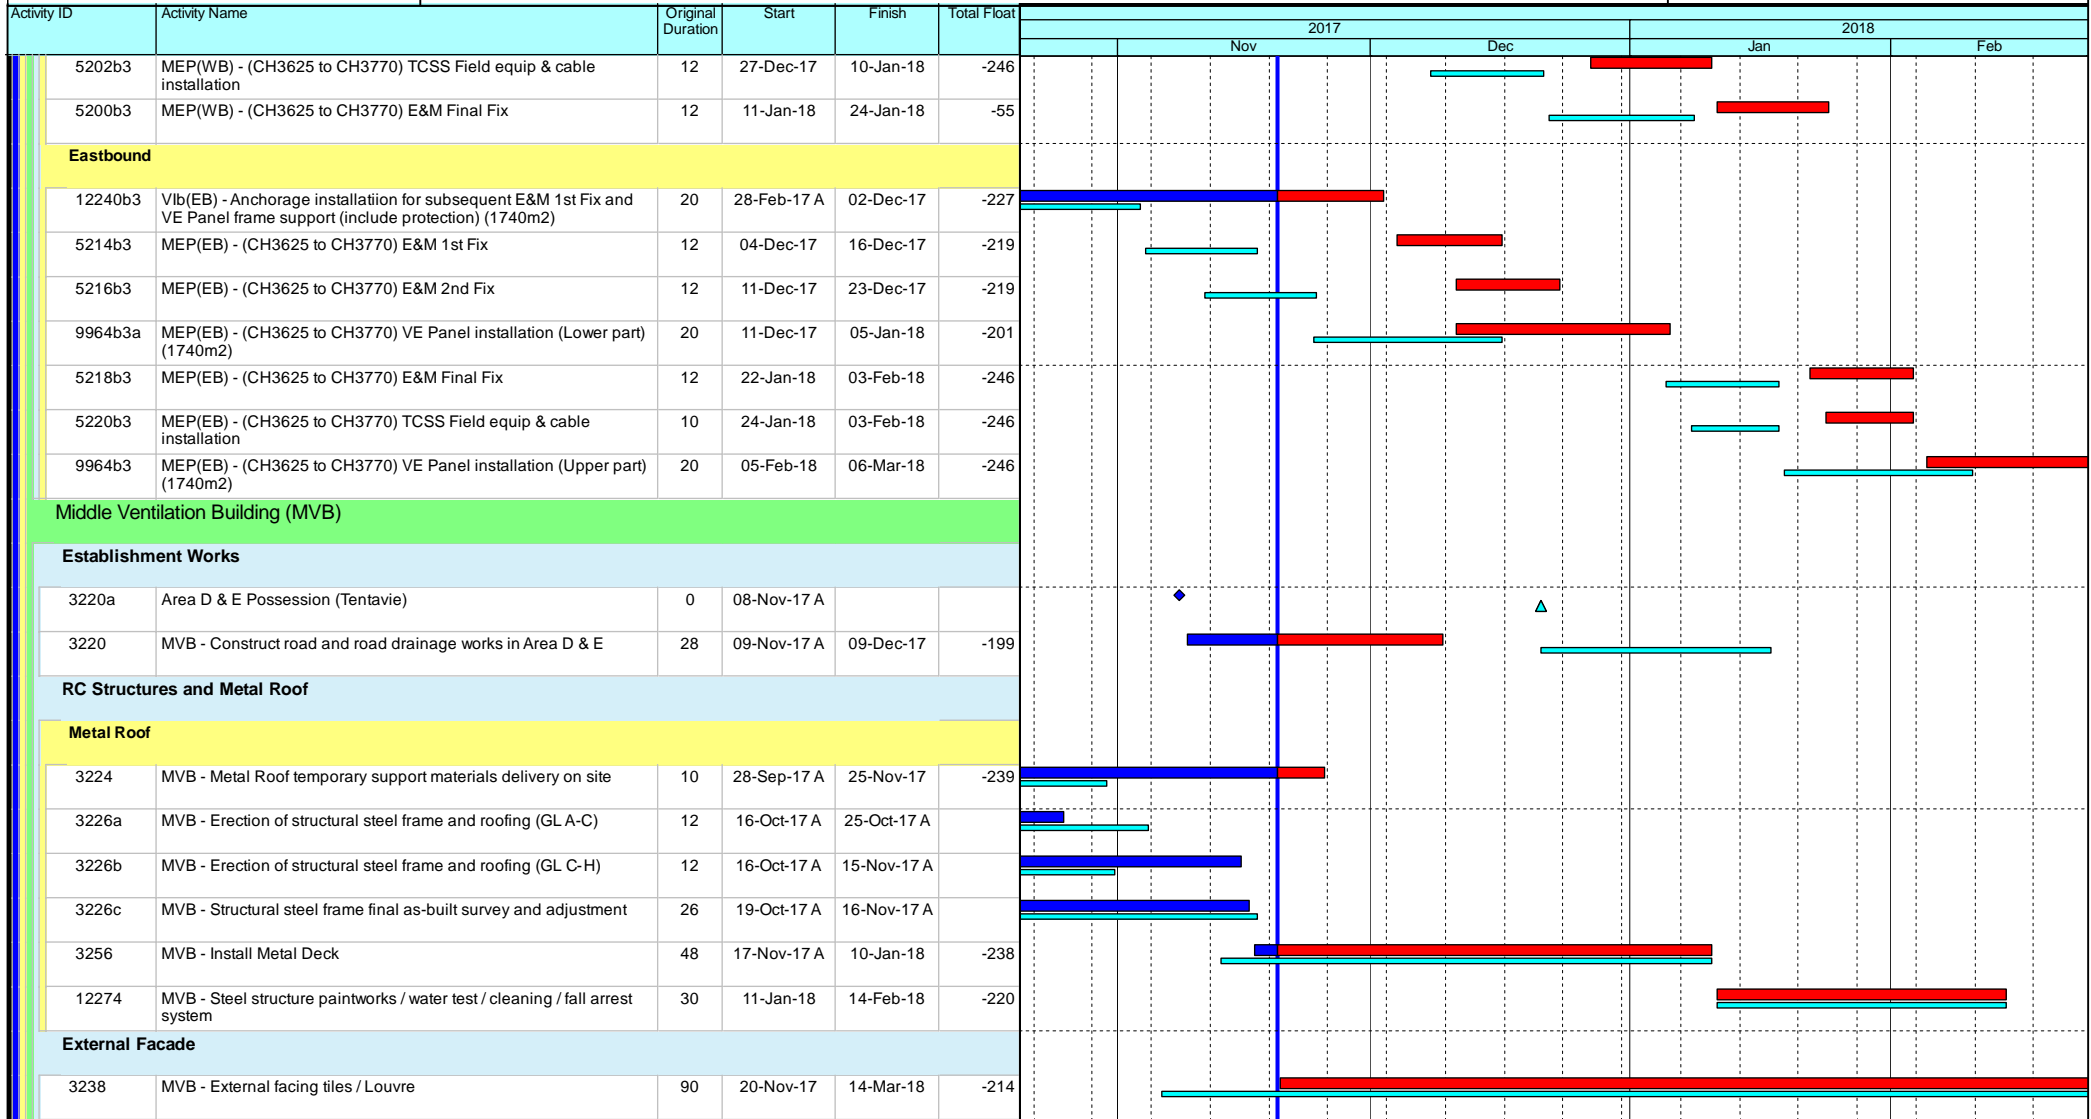 Activity ID Activity Name Original Duration Start Finish Total Float 2017 2018
Nov Dec Jan Feb
5202b3 MEP(WB) - (CH3625 to CH3770) TCSS Field equip & cable 12 27-Dec-17 10-Jan-18 -246
installation
5200b3 MEP(WB) - (CH3625 to CH3770) E&M Final Fix 12 11-Jan-18 24-Jan-18 -55
Eastbound
12240b3 VIb(EB) - Anchorage installatiion for subsequent E&M 1st Fix and 20 28-Feb-17 A 02-Dec-17 -227
VE Panel frame support (include protection) (1740m2)
5214b3 MEP(EB) - (CH3625 to CH3770) E&M 1st Fix 12 04-Dec-17 16-Dec-17 -219
5216b3 MEP(EB) - (CH3625 to CH3770) E&M 2nd Fix 12 11-Dec-17 23-Dec-17 -219
9964b3a MEP(EB) - (CH3625 to CH3770) VE Panel installation (Lower part) 20 11-Dec-17 05-Jan-18 -201
(1740m2)
5218b3 MEP(EB) - (CH3625 to CH3770) E&M Final Fix 12 22-Jan-18 03-Feb-18 -246
5220b3 MEP(EB) - (CH3625 to CH3770) TCSS Field equip & cable 10 24-Jan-18 03-Feb-18 -246
installation
9964b3 MEP(EB) - (CH3625 to CH3770) VE Panel installation (Upper part) 20 05-Feb-18 06-Mar-18 -246
(1740m2)
Middle Ventilation Building (MVB)
Establishment Works
3220a Area D & E Possession (Tentavie) 0 08-Nov-17 A
3220 MVB - Construct road and road drainage works in Area D & E 28 09-Nov-17 A 09-Dec-17 -199
RC Structures and Metal Roof
Metal Roof
3224 MVB - Metal Roof temporary support materials delivery on site 10 28-Sep-17 A 25-Nov-17 -239
3226a MVB - Erection of structural steel frame and roofing (GL A-C) 12 16-Oct-17 A 25-Oct-17 A
3226b MVB - Erection of structural steel frame and roofing (GL C-H) 12 16-Oct-17 A 15-Nov-17 A
3226c MVB - Structural steel frame final as-built survey and adjustment 26 19-Oct-17 A 16-Nov-17 A
3256 MVB - Install Metal Deck 48 17-Nov-17 A 10-Jan-18 -238
12274 MVB - Steel structure paintworks / water test / cleaning / fall arrest 30 11-Jan-18 14-Feb-18 -220
system
External Facade
3238 MVB - External facing tiles / Louvre 90 20-Nov-17 14-Mar-18 -214